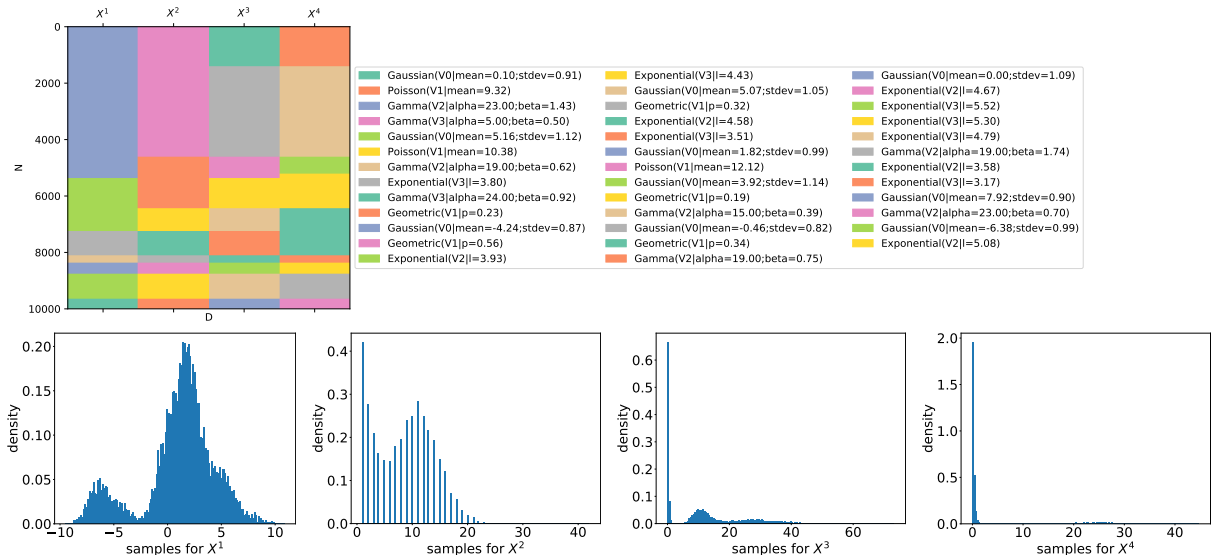 X¹ X² X³ X⁴
0
2000
4000
6000
8000
10000
N
D
Gaussian(V0|mean=0.10;stdev=0.91)
Poisson(V1|mean=9.32)
Gamma(V2|alpha=23.00;beta=1.43)
Gamma(V3|alpha=5.00;beta=0.50)
Gaussian(V0|mean=5.16;stdev=1.12)
Poisson(V1|mean=10.38)
Gamma(V2|alpha=19.00;beta=0.62)
Exponential(V3|l=3.80)
Gamma(V3|alpha=24.00;beta=0.92)
Geometric(V1|p=0.23)
Gaussian(V0|mean=-4.24;stdev=0.87)
Geometric(V1|p=0.56)
Exponential(V2|l=3.93)
Exponential(V3|l=4.43)
Gaussian(V0|mean=5.07;stdev=1.05)
Geometric(V1|p=0.32)
Exponential(V2|l=4.58)
Exponential(V3|l=3.51)
Gaussian(V0|mean=1.82;stdev=0.99)
Poisson(V1|mean=12.12)
Gaussian(V0|mean=3.92;stdev=1.14)
Geometric(V1|p=0.19)
Gamma(V2|alpha=15.00;beta=0.39)
Gaussian(V0|mean=-0.46;stdev=0.82)
Geometric(V1|p=0.34)
Gamma(V2|alpha=19.00;beta=0.75)
Gaussian(V0|mean=0.00;stdev=1.09)
Exponential(V2|l=4.67)
Exponential(V3|l=5.52)
Exponential(V3|l=5.30)
Exponential(V3|l=4.79)
Gamma(V2|alpha=19.00;beta=1.74)
Exponential(V2|l=3.58)
Exponential(V3|l=3.17)
Gaussian(V0|mean=7.92;stdev=0.90)
Gamma(V2|alpha=23.00;beta=0.70)
Gaussian(V0|mean=-6.38;stdev=0.99)
Exponential(V2|l=5.08)
0.20
0.15
0.10
0.05
0.00
density
−10 −5 0 5 10
samples for X¹
0.4
0.3
0.2
0.1
0.0
density
0 10 20 30 40
samples for X²
0.6
0.5
0.4
0.3
0.2
0.1
0.0
density
0 20 40 60
samples for X³
2.0
1.5
1.0
0.5
0.0
density
0 10 20 30 40
samples for X⁴